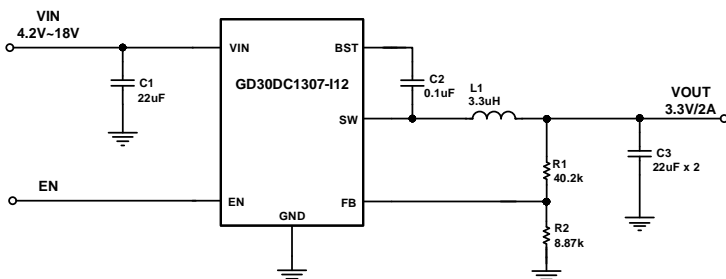 VIN
4.2V~18V
VIN
BST
C1
22uF
GD30DC1307-I12
C2
0.1uF
L1
3.3uH
VOUT
3.3V/2A
SW
R1
40.2k
C3
22uF x 2
EN
EN
FB
GND
R2
8.87k